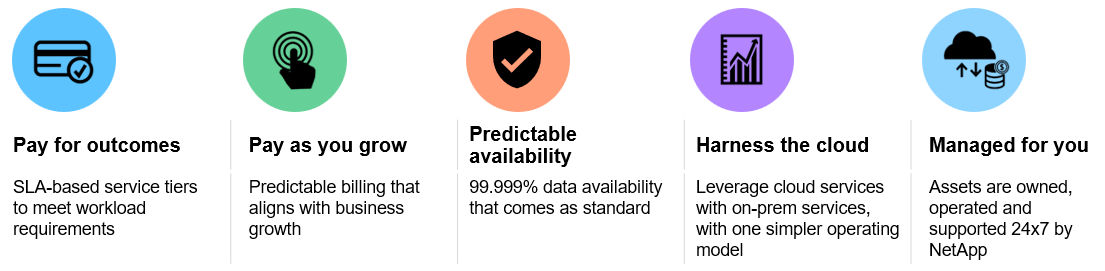 Pay for outcomes
SLA-based service tiers
to meet workload
requirements
Pay as you grow
Predictable billing that
aligns with business
growth
Predictable
availability
99.999% data availability
that comes as standard
Harness the cloud
Leverage cloud services
with on-prem services,
with one simpler operating
model
Managed for you
Assets are owned,
operated and
supported 24x7 by
NetApp